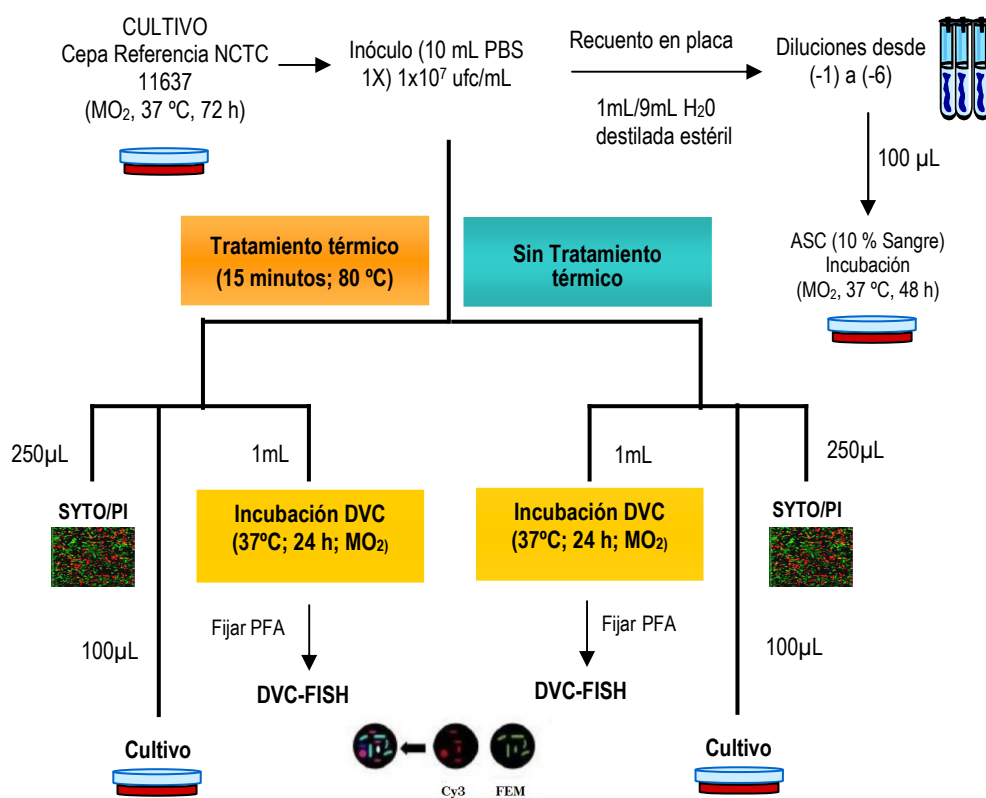 CULTIVO
Cepa Referencia NCTC
11637
(MO₂, 37 ºC, 72 h)
Inóculo (10 mL PBS
1X) 1x10⁷ ufc/mL
Recuento en placa
1mL/9mL H₂0
destilada estéril
Diluciones desde
(-1) a (-6)
100 µL
ASC (10 % Sangre)
Incubación
(MO₂, 37 ºC, 48 h)
Tratamiento térmico
(15 minutos; 80 ºC)
Sin Tratamiento
térmico
250µL
SYTO/PI
1mL
Incubación DVC
(37ºC; 24 h; MO₂)
Fijar PFA
DVC-FISH
100µL
Cultivo
1mL
Incubación DVC
(37ºC; 24 h; MO₂)
Fijar PFA
DVC-FISH
250µL
SYTO/PI
100µL
Cultivo
Cy3
FEM